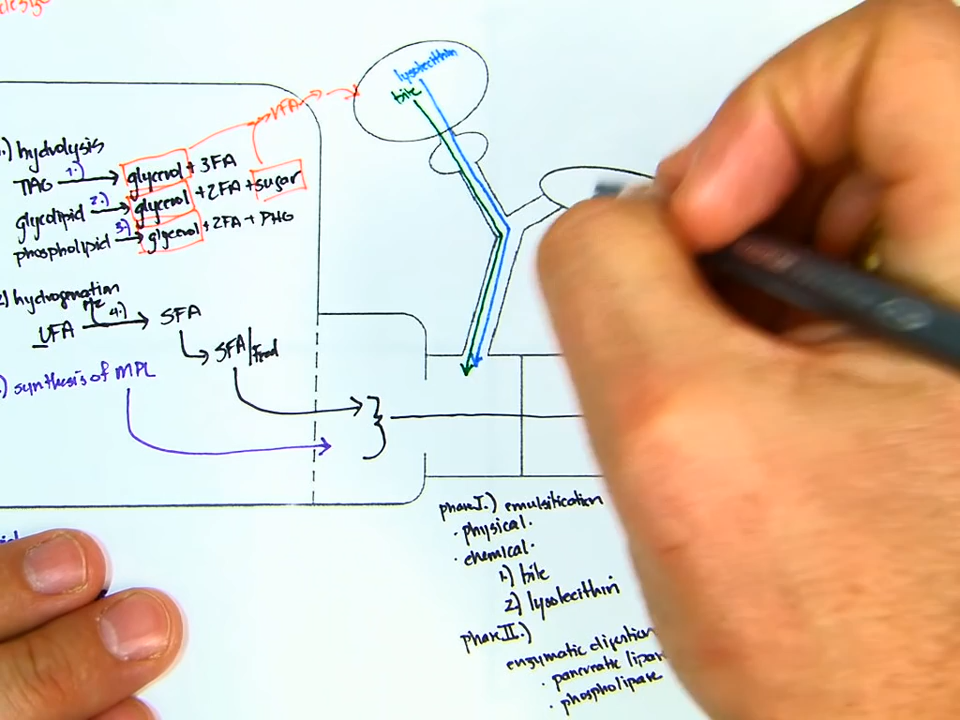 lysolecithin
bile
VFA
1.) hydrolysis
TAG 1.) glycerol + 3FA
glycolipid 2.) glycerol + 2FA + sugar
phospholipid 3.) glycerol + 2FA + PHG
2) hydrogenation
UFA 4.) SFA
SFA/Feed
) synthesis of MPL
phase I.) emulsification
· physical.
· chemical.
1.) bile
2.) lysolecithin
phase II.)
enzymatic digestion
· pancreatic lipase
· phospholipase